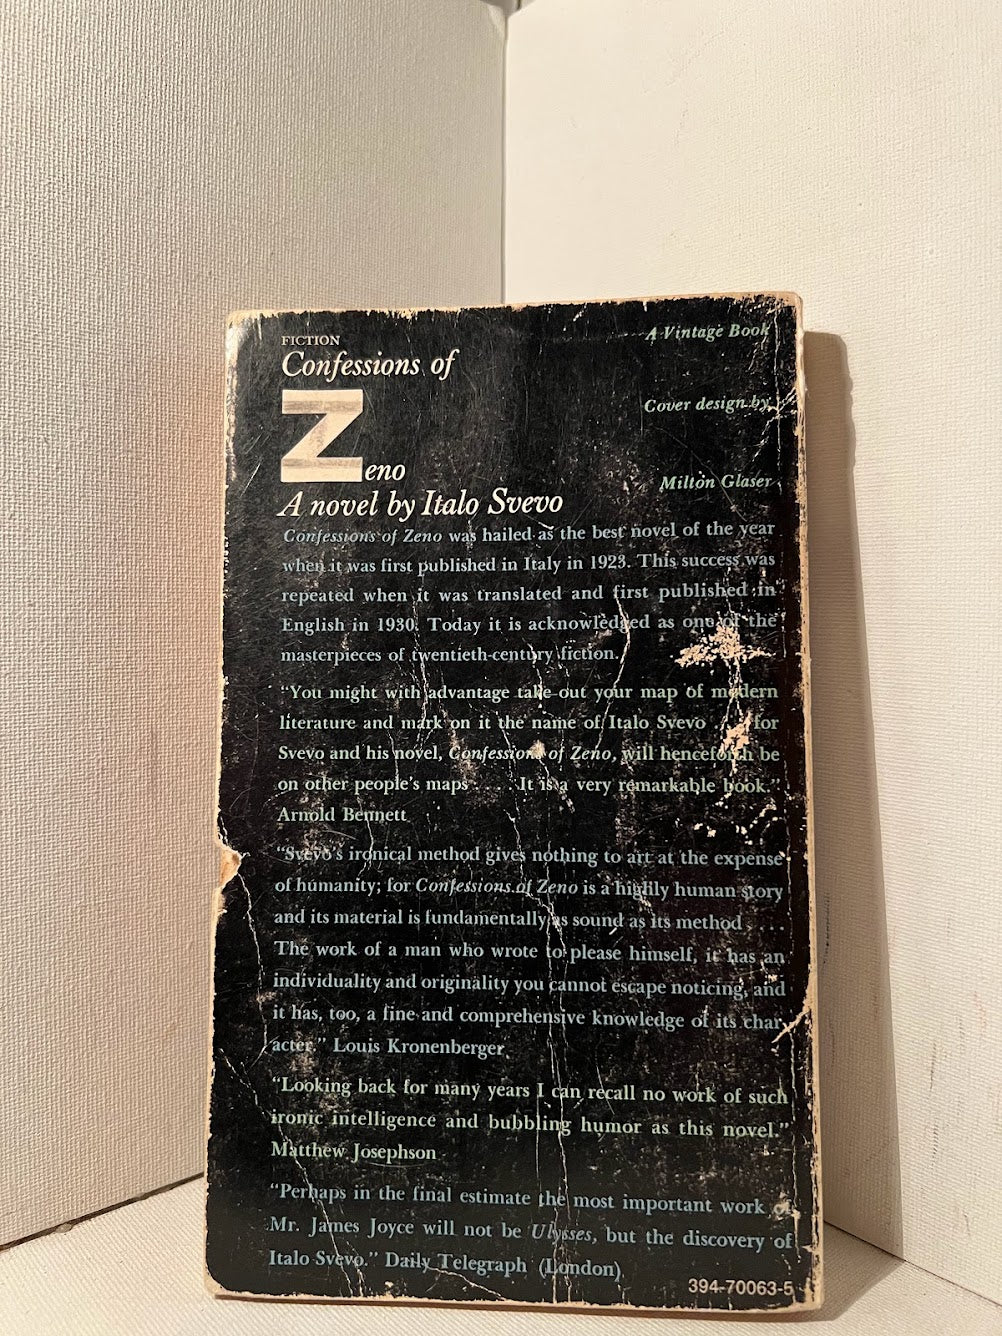 FICTION
A Vintage Book
Confessions of
Cover design by
Zeno
Milton Glaser
A novel by Italo Svevo
Confessions of Zeno was hailed as the best novel of the year
when it was first published in Italy in 1923. This success was
repeated when it was translated and first published in
English in 1930. Today it is acknowledged as one of the
masterpieces of twentieth-century fiction.
“You might with advantage take out your map of modern
literature and mark on it the name of Italo Svevo . . . for
Svevo and his novel, Confessions of Zeno, will henceforth be
on other people's maps . . . . It is a very remarkable book.”
Arnold Bennett
“Svevo's ironical method gives nothing to art at the expense
of humanity; for Confessions of Zeno is a highly human story
and its material is fundamentally as sound as its method . . . .
The work of a man who wrote to please himself, it has an
individuality and originality you cannot escape noticing, and
it has, too, a fine and comprehensive knowledge of its char-
acter.” Louis Kronenberger
“Looking back for many years I can recall no work of such
ironic intelligence and bubbling humor as this novel.”
Matthew Josephson
“Perhaps in the final estimate the most important work of
Mr. James Joyce will not be Ulysses, but the discovery of
Italo Svevo.” Daily Telegraph (London)
394-70063-5